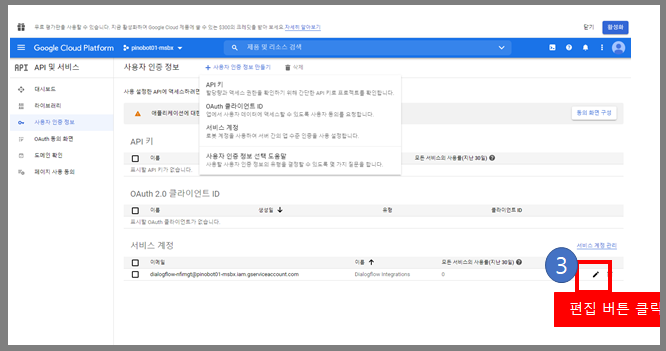 무료 평가판을 사용할 수 있습니다. 지금 활성화하여 Google Cloud 제품에 쓸 수 있는 $300의 크레딧을 받아 보세요. 자세히 알아보기
닫기
활성화
Google Cloud Platform
pinobot01-msbx
제품 및 리소스 검색
API API 및 서비스
사용자 인증 정보
+ 사용자 인증 정보 만들기
삭제
대시보드
라이브러리
사용자 인증 정보
OAuth 동의 화면
도메인 확인
페이지 사용 동의
사용 설정한 API에 액세스하려면
애플리케이션에 대한
동의 화면 구성
API 키
할당량과 액세스 권한을 확인하기 위해 간단한 API 키로 프로젝트를 확인합니다.
OAuth 클라이언트 ID
앱에서 사용자 데이터에 액세스할 수 있도록 사용자 동의를 요청합니다.
서비스 계정
로봇 계정을 사용하여 서버 간의 앱 수준 인증을 사용 설정합니다.
사용자 인증 정보 선택 도움말
사용할 사용자 인증 정보의 유형을 결정할 수 있도록 몇 가지 질문을 합니다.
API 키
이름
모든 서비스의 사용률(지난 30일)
표시할 API 키가 없습니다.
OAuth 2.0 클라이언트 ID
이름
생성일
유형
클라이언트 ID
표시할 OAuth 클라이언트가 없습니다.
서비스 계정
서비스 계정 관리
이메일
이름
모든 서비스의 사용률(지난 30일)
dialogflow-nfimgt@pinobot01-msbx.iam.gserviceaccount.com
Dialogflow Integrations
0
3
편집 버튼 클릭